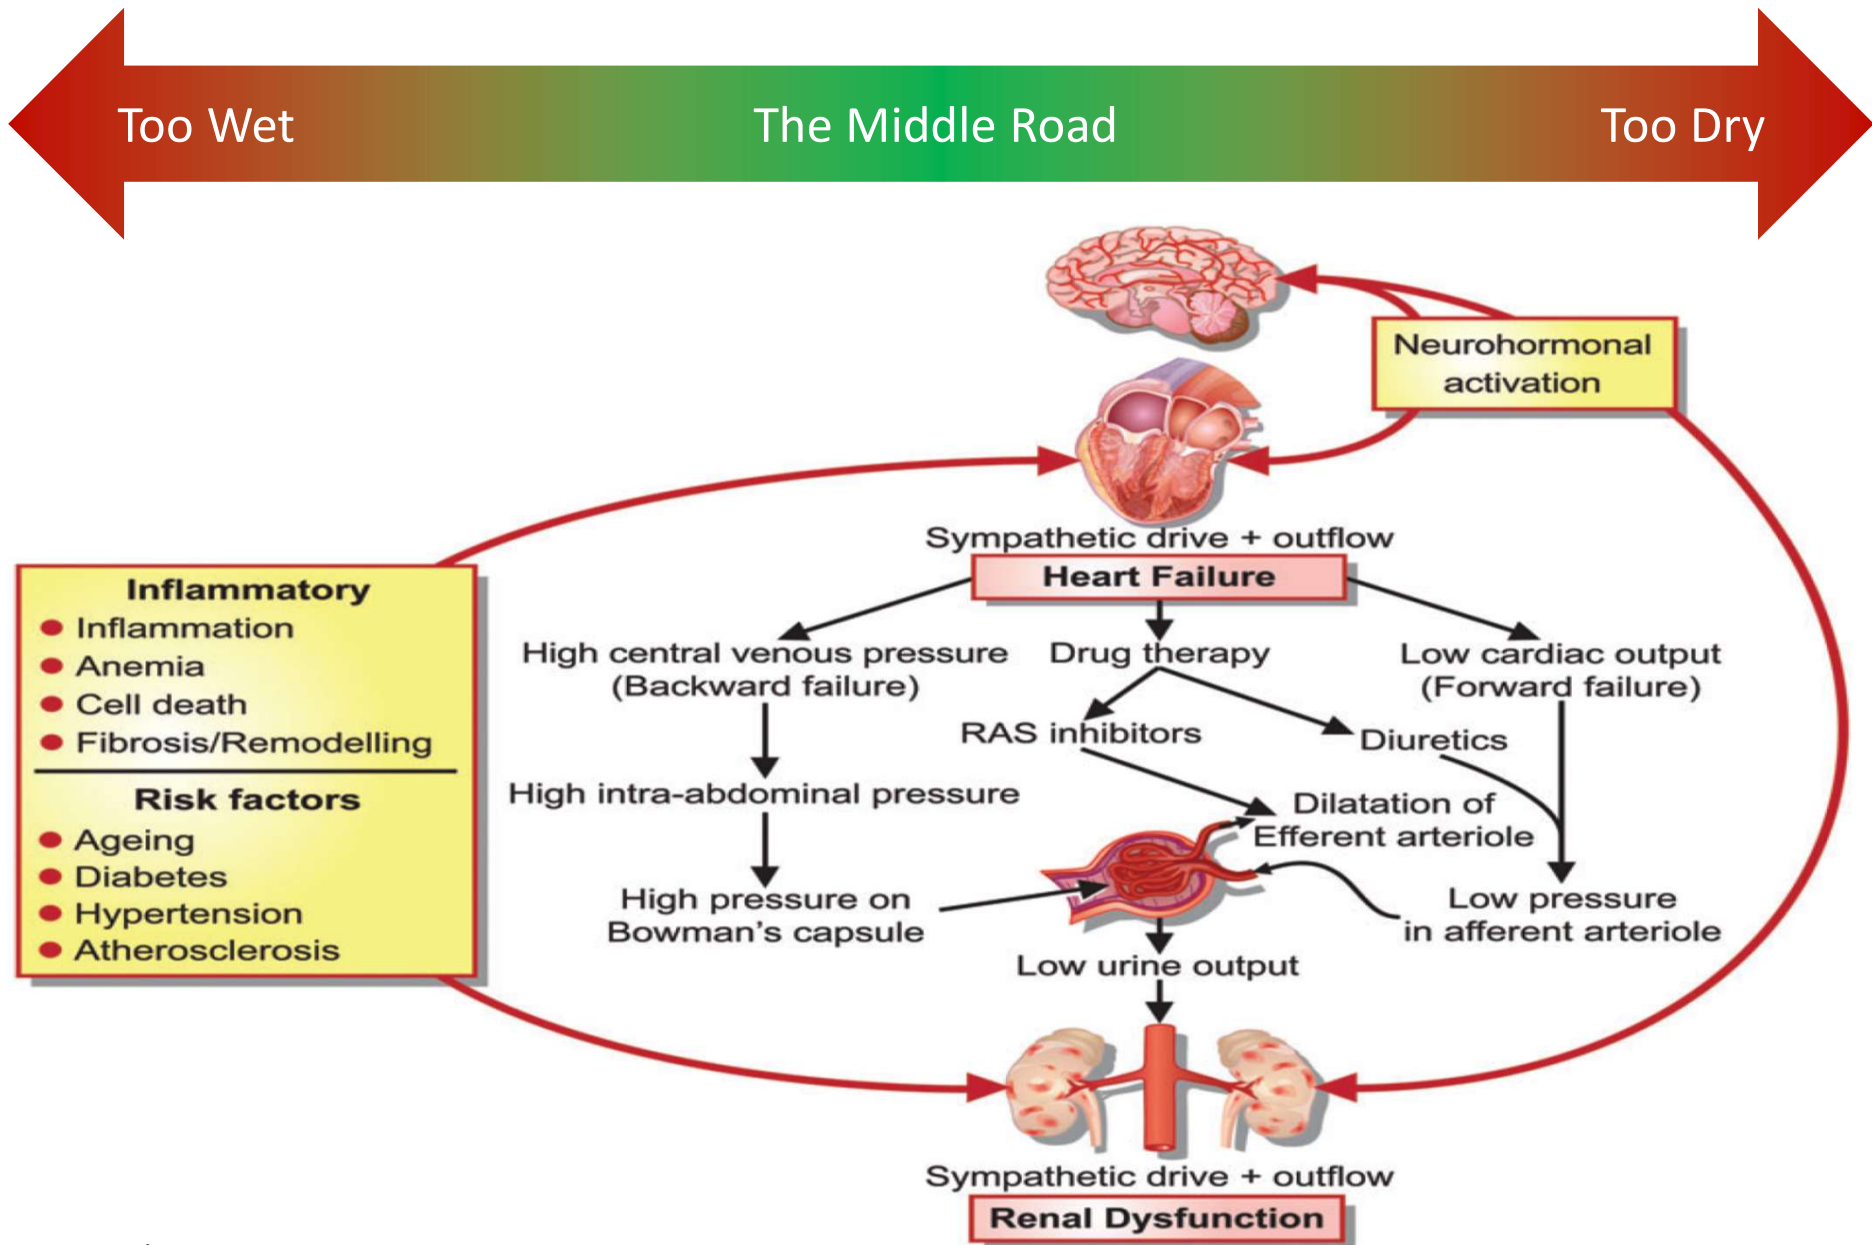 Too Wet
The Middle Road
Too Dry
Neurohormonal
activation
Sympathetic drive + outflow
Heart Failure
Inflammatory
Inflammation
Anemia
Cell death
Fibrosis/Remodelling
Risk factors
Ageing
Diabetes
Hypertension
Atherosclerosis
High central venous pressure
(Backward failure)
Drug therapy
Low cardiac output
(Forward failure)
RAS inhibitors
Diuretics
High intra-abdominal pressure
Dilatation of
Efferent arteriole
High pressure on
Bowman's capsule
Low pressure
in afferent arteriole
Low urine output
Sympathetic drive + outflow
Renal Dysfunction